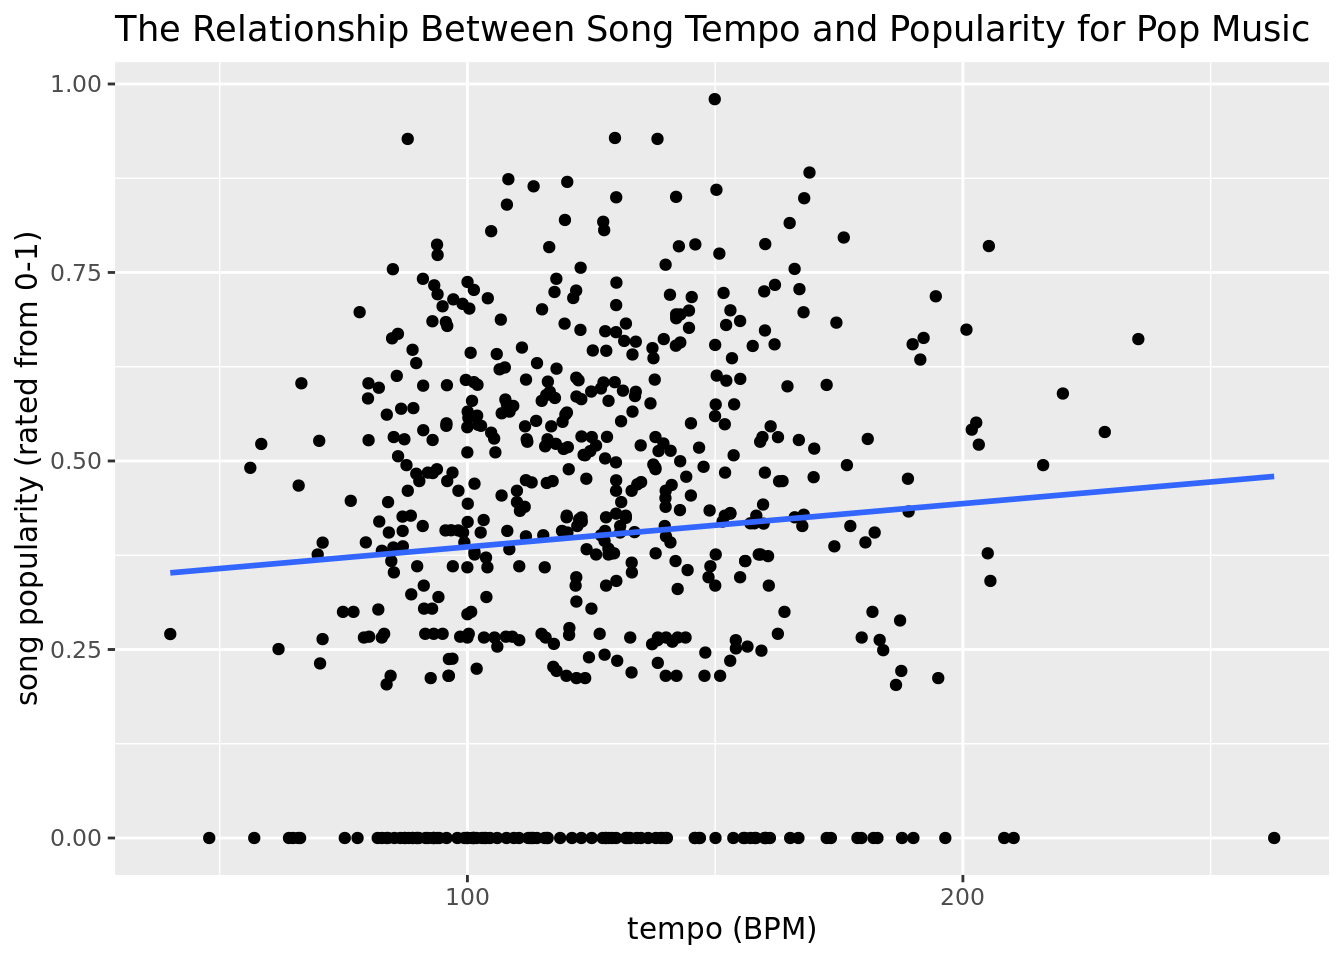 The Relationship Between Song Tempo and Popularity for Pop Music
1.00
0.75
0.50
0.25
0.00
song popularity (rated from 0-1)
100
200
tempo (BPM)